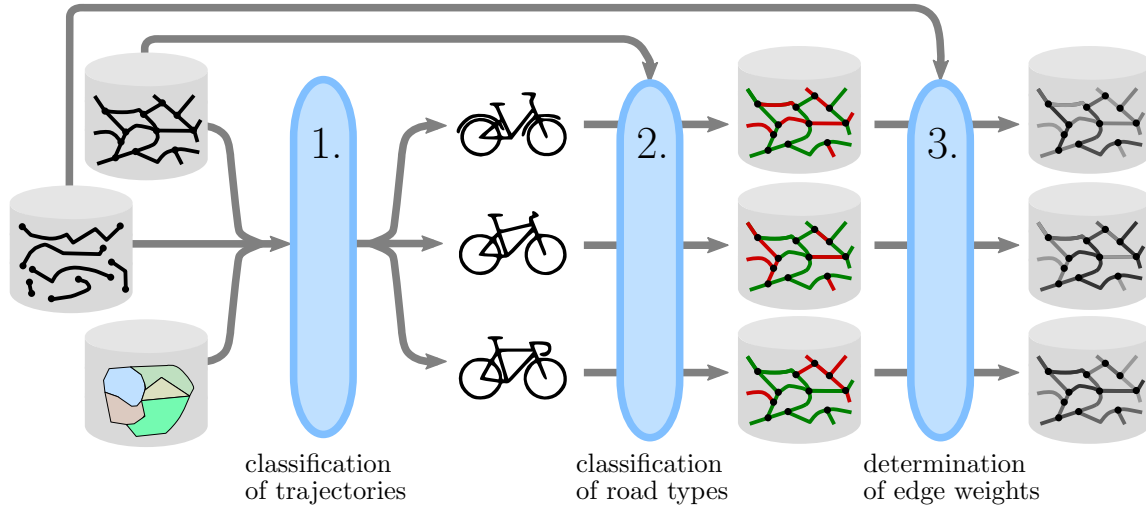 1.
2.
3.
classification
of trajectories
classification
of road types
determination
of edge weights